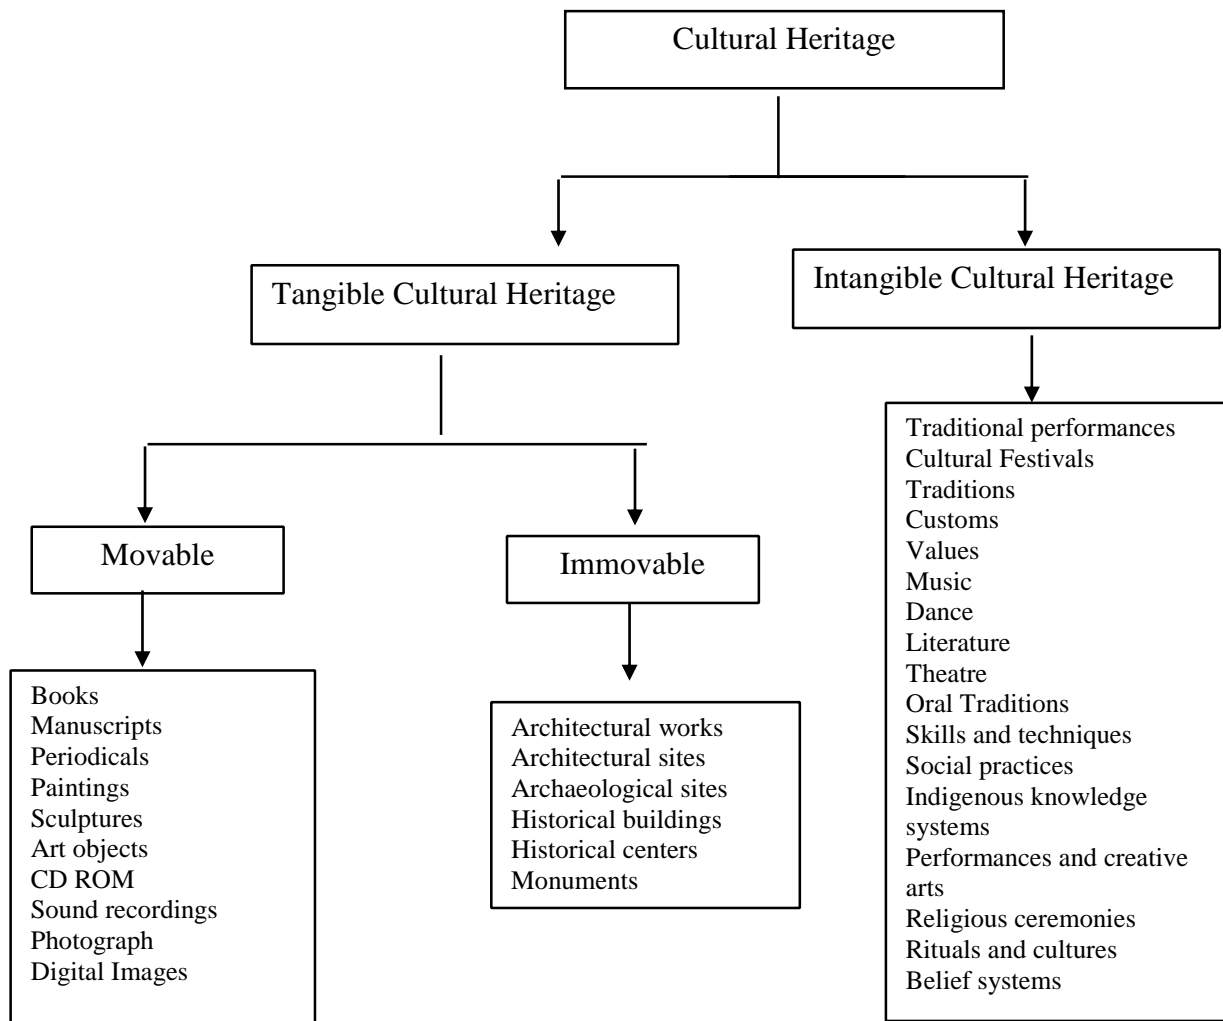 Cultural Heritage
Tangible Cultural Heritage
Intangible Cultural Heritage
Movable
Immovable
Books
Manuscripts
Periodicals
Paintings
Sculptures
Art objects
CD ROM
Sound recordings
Photograph
Digital Images
Architectural works
Architectural sites
Archaeological sites
Historical buildings
Historical centers
Monuments
Traditional performances
Cultural Festivals
Traditions
Customs
Values
Music
Dance
Literature
Theatre
Oral Traditions
Skills and techniques
Social practices
Indigenous knowledge
systems
Performances and creative
arts
Religious ceremonies
Rituals and cultures
Belief systems